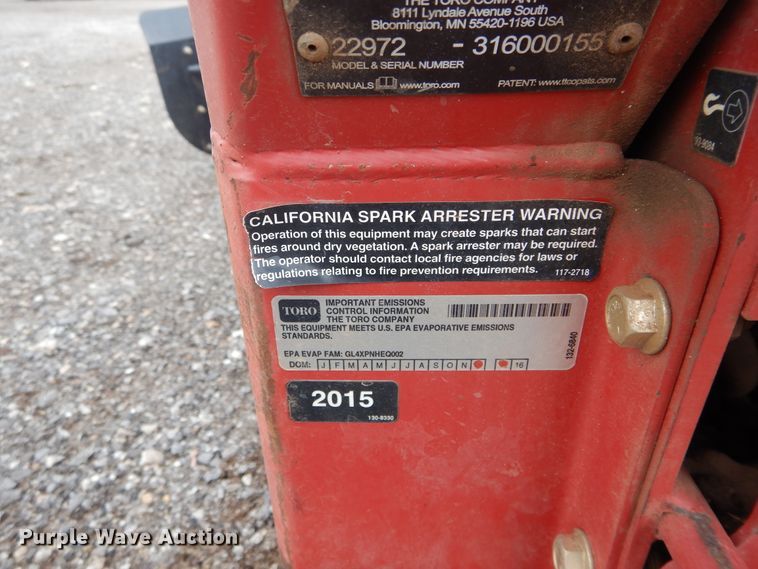 THE TORO COMPANY
8111 Lyndale Avenue South
Bloomington, MN 55420-1196 USA
22972 - 316000155
MODEL & SERIAL NUMBER
FOR MANUALS www.toro.com PATENT: www.ttcopats.com
CALIFORNIA SPARK ARRESTER WARNING
Operation of this equipment may create sparks that can start
fires around dry vegetation. A spark arrester may be required.
The operator should contact local fire agencies for laws or
regulations relating to fire prevention requirements. 117-2718
TORO
IMPORTANT EMISSIONS
CONTROL INFORMATION
THE TORO COMPANY
THIS EQUIPMENT MEETS U.S. EPA EVAPORATIVE EMISSIONS
STANDARDS.
EPA EVAP FAM: GL4XPNHEQ002
DOM: J F M A M J J A S O N 16
132-6840
2015
130-8350
Purple Wave Auction